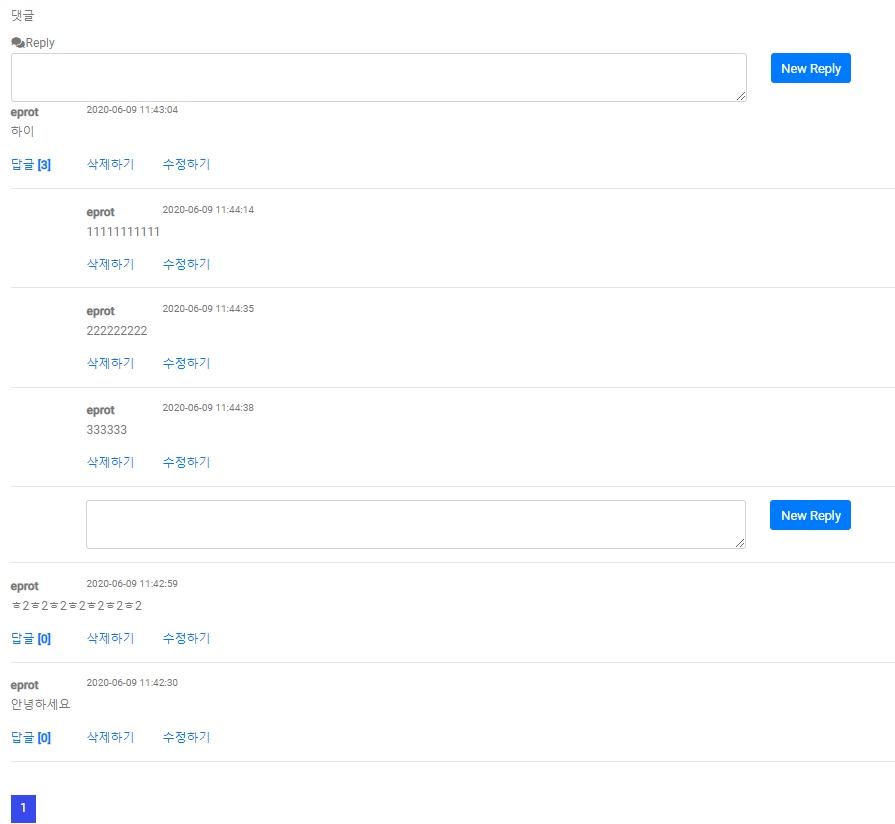 댓글
Reply
New Reply
eprot 2020-06-09 11:43:04
하이
답글 [3] 삭제하기 수정하기
eprot 2020-06-09 11:44:14
11111111111
삭제하기 수정하기
eprot 2020-06-09 11:44:35
222222222
삭제하기 수정하기
eprot 2020-06-09 11:44:38
333333
삭제하기 수정하기
New Reply
eprot 2020-06-09 11:42:59
ㅎ2ㅎ2ㅎ2ㅎ2ㅎ2ㅎ2ㅎ2
답글 [0] 삭제하기 수정하기
eprot 2020-06-09 11:42:30
안녕하세요
답글 [0] 삭제하기 수정하기
1